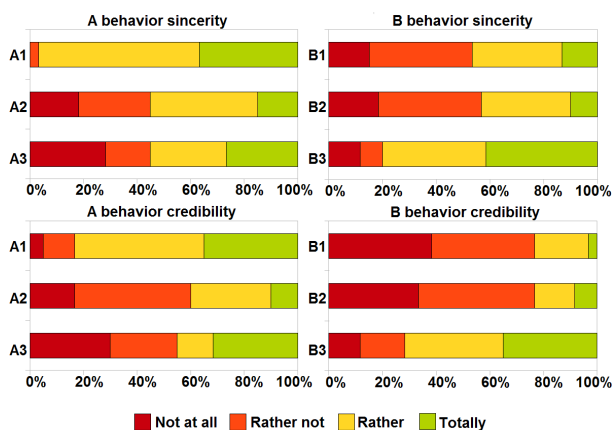 A behavior sincerity
A1
A2
A3
0% 20% 40% 60% 80% 100%
B behavior sincerity
B1
B2
B3
0% 20% 40% 60% 80% 100%
A behavior credibility
A1
A2
A3
0% 20% 40% 60% 80% 100%
B behavior credibility
B1
B2
B3
0% 20% 40% 60% 80% 100%
Not at all Rather not Rather Totally